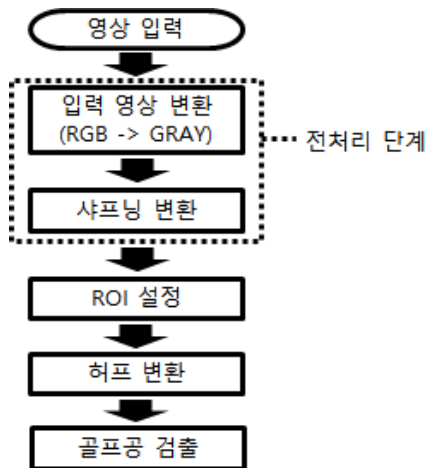 영상 입력
입력 영상 변환
(RGB -> GRAY)
전처리 단계
샤프닝 변환
ROI 설정
허프 변환
골프공 검출